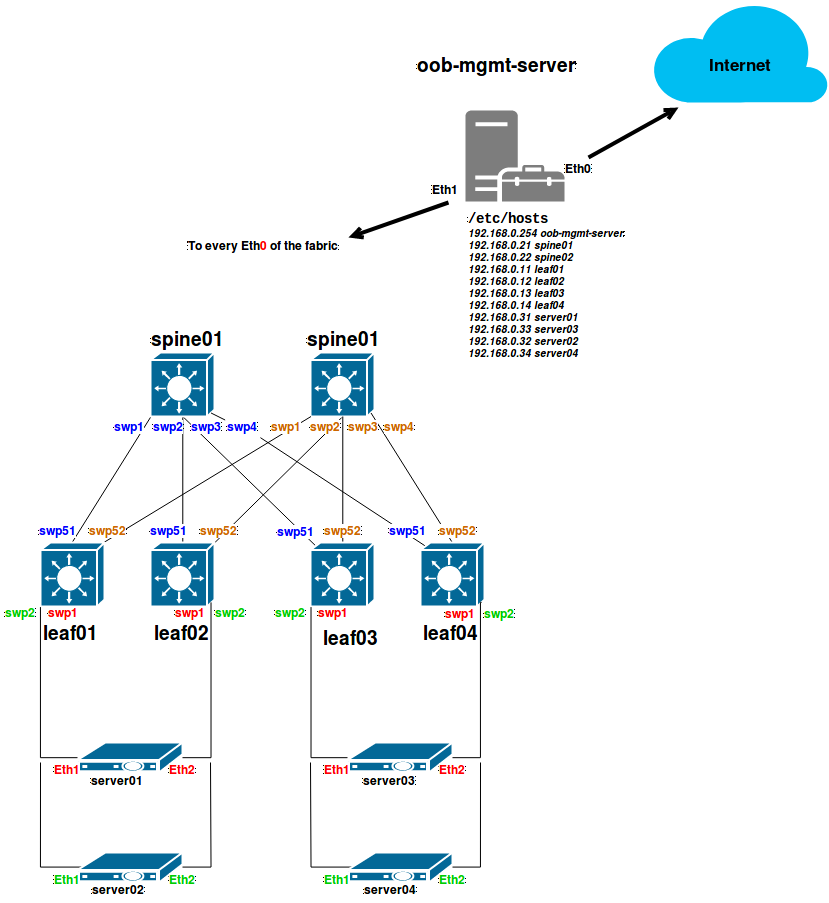 oob-mgmt-server
Internet
Eth0
Eth1
To every Eth0 of the fabric
/etc/hosts
192.168.0.254 oob-mgmt-server
192.168.0.21 spine01
192.168.0.22 spine02
192.168.0.11 leaf01
192.168.0.12 leaf02
192.168.0.13 leaf03
192.168.0.14 leaf04
192.168.0.31 server01
192.168.0.33 server03
192.168.0.32 server02
192.168.0.34 server04
spine01 spine01
swp1 swp2 swp3 swp4 swp1 swp2 swp3 swp4
swp51 swp52 swp51 swp52 swp51 swp52 swp51 swp52
swp2 swp1 swp1 swp2 swp2 swp1 swp1 swp2
leaf01 leaf02 leaf03 leaf04
Eth1 Eth2 Eth1 Eth2
server01 server03
Eth1 Eth2 Eth1 Eth2
server02 server04